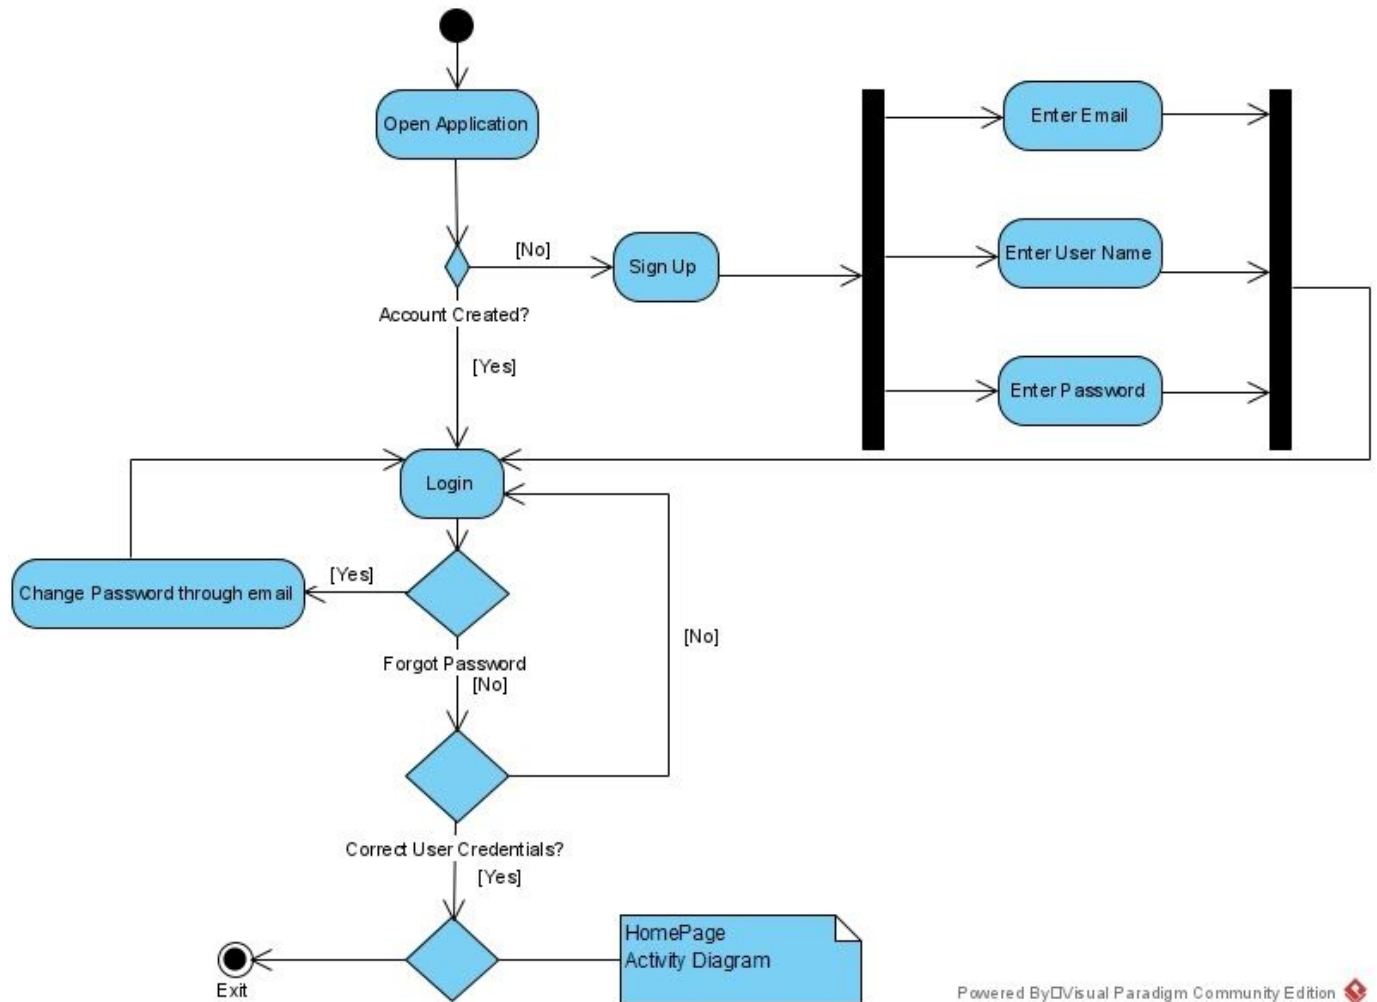 Open Application
Enter Email
[No]
Sign Up
Enter User Name
Account Created?
[Yes]
Enter Password
Login
[Yes]
Change Password through email
[No]
Forgot Password
[No]
Correct User Credentials?
[Yes]
HomePage
Activity Diagram
Exit
Powered By□Visual Paradigm Community Edition